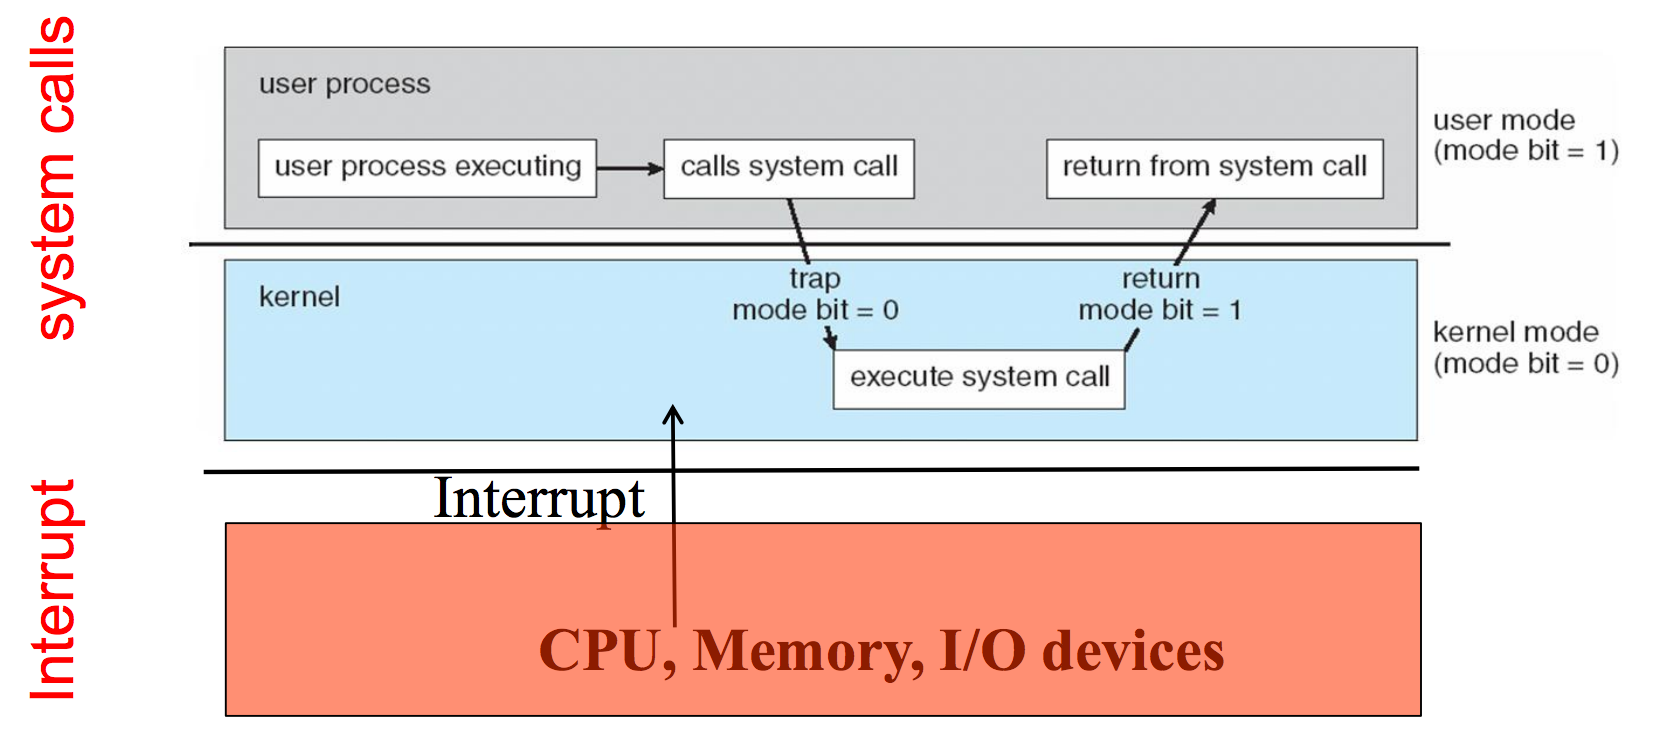 system calls
user process
user process executing
calls system call
return from system call
user mode
(mode bit = 1)
kernel
trap
mode bit = 0
return
mode bit = 1
execute system call
kernel mode
(mode bit = 0)
Interrupt
Interrupt
CPU, Memory, I/O devices